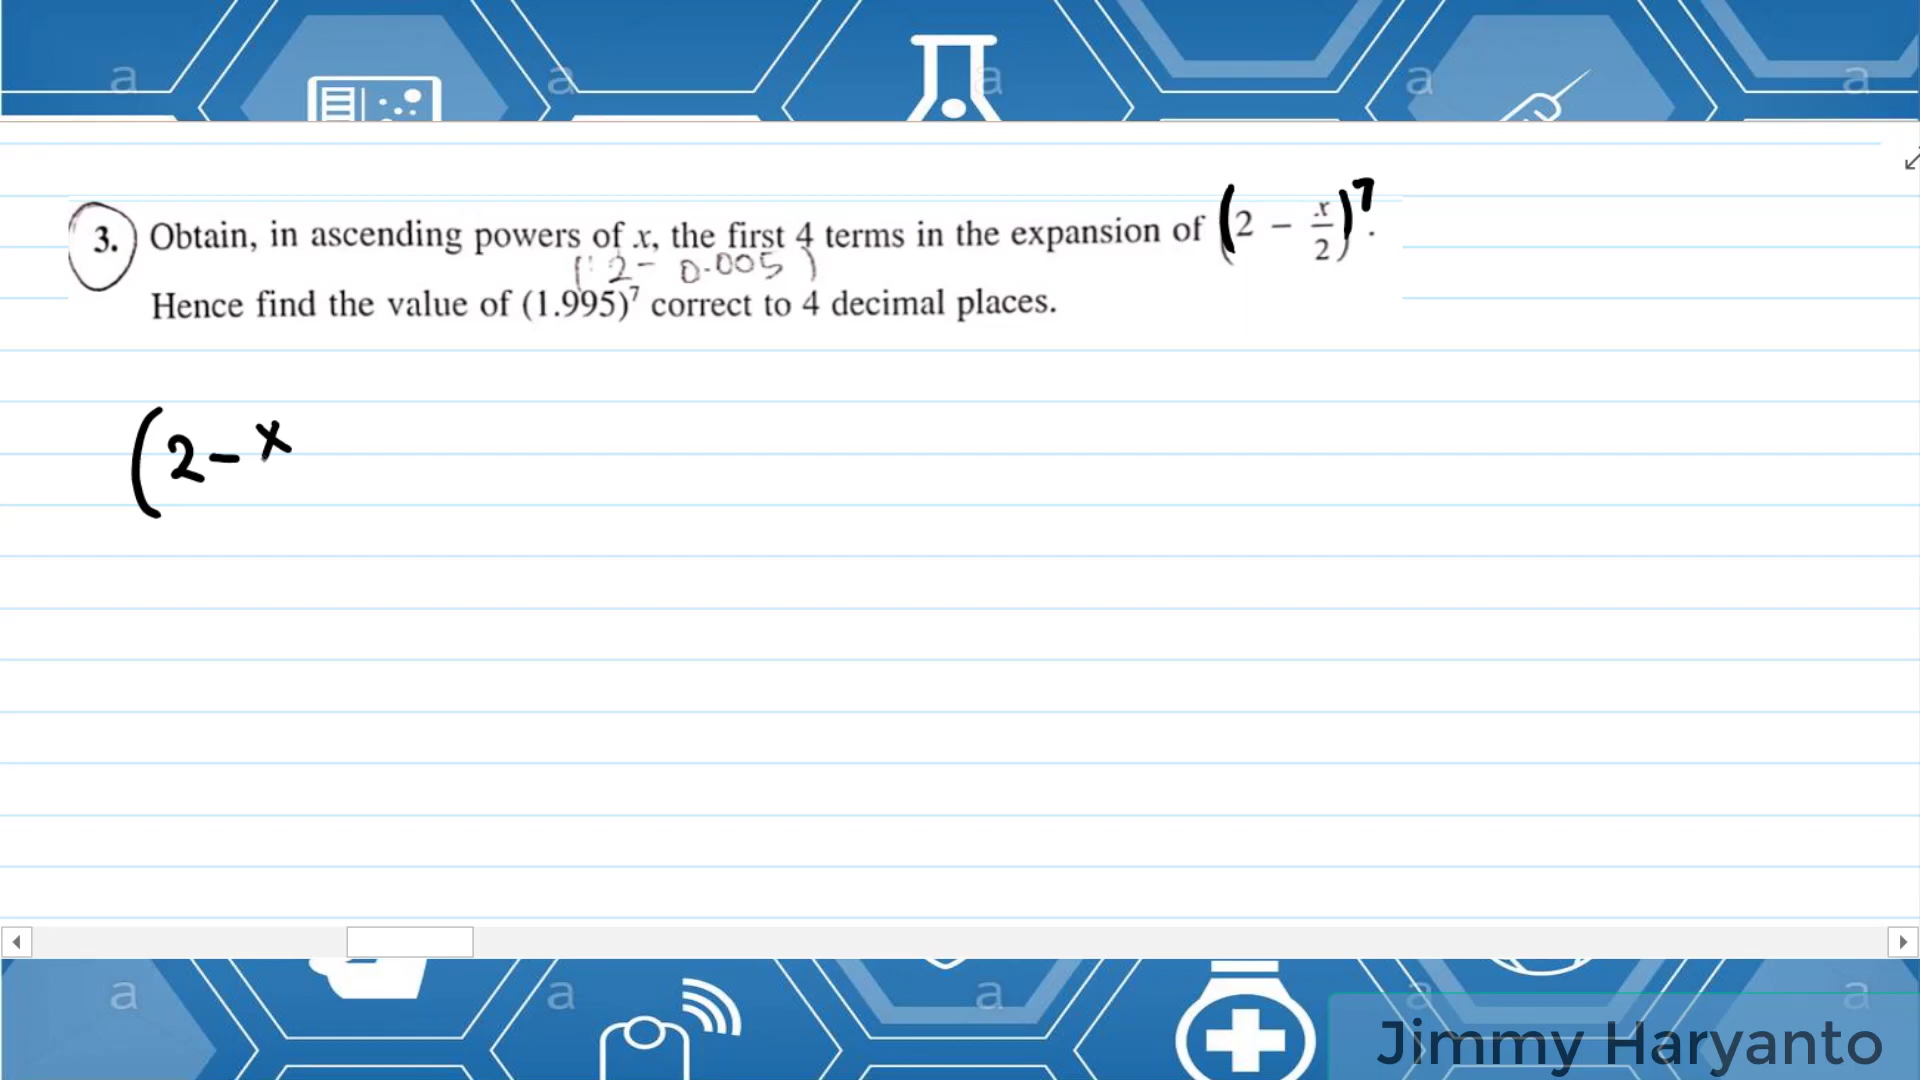 a a a a a
3. Obtain, in ascending powers of x, the first 4 terms in the expansion of (2 - x/2)^7.
( 2 - 0.005 )
Hence find the value of (1.995)^7 correct to 4 decimal places.
(2 - x
a a a a a
Jimmy Haryanto